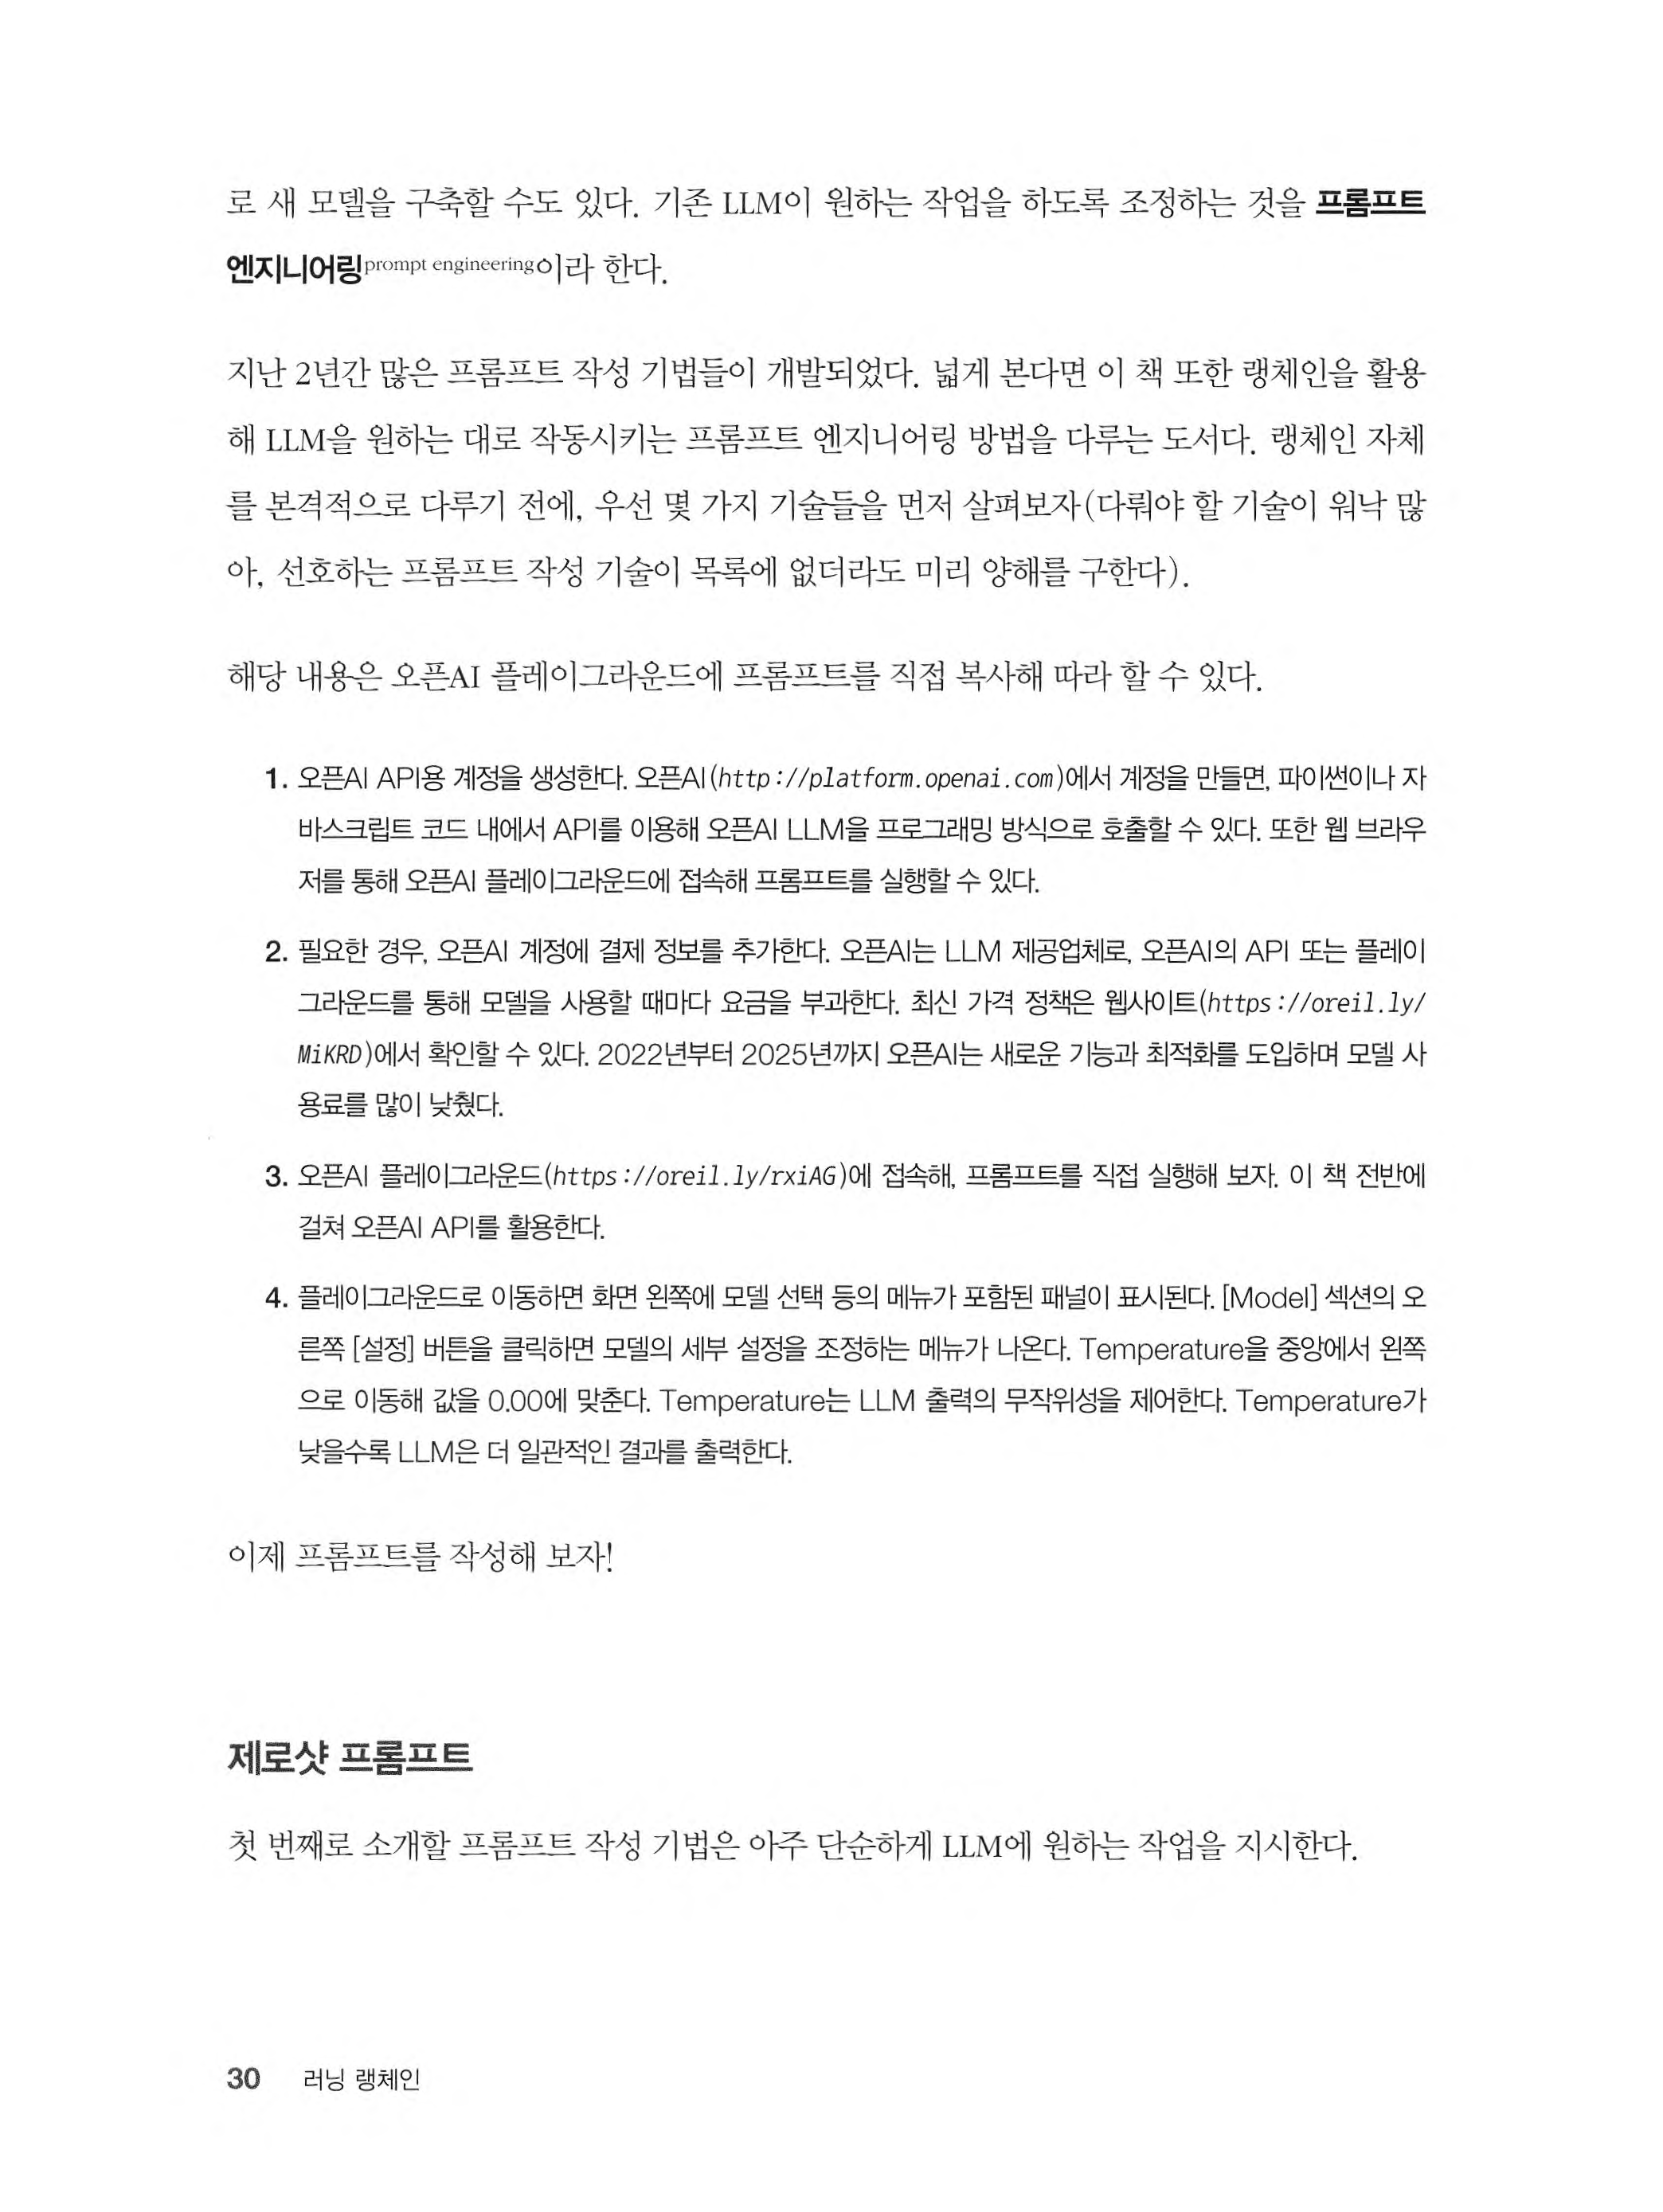 로 새 모델을 구축할 수도 있다. 기존 LLM이 원하는 작업을 하도록 조정하는 것을 프롬프트
엔지니어링prompt engineering이라 한다.
지난 2년간 많은 프롬프트 작성 기법들이 개발되었다. 넓게 본다면 이 책 또한 랭체인을 활용
해 LLM을 원하는 대로 작동시키는 프롬프트 엔지니어링 방법을 다루는 도서다. 랭체인 자체
를 본격적으로 다루기 전에, 우선 몇 가지 기술들을 먼저 살펴보자(다뤄야 할 기술이 워낙 많
아, 선호하는 프롬프트 작성 기술이 목록에 없더라도 미리 양해를 구한다).
해당 내용은 오픈AI 플레이그라운드에 프롬프트를 직접 복사해 따라 할 수 있다.
1. 오픈AI API용 계정을 생성한다. 오픈AI(http://platform.openai.com)에서 계정을 만들면, 파이썬이나 자
바스크립트 코드 내에서 API를 이용해 오픈AI LLM을 프로그래밍 방식으로 호출할 수 있다. 또한 웹 브라우
저를 통해 오픈AI 플레이그라운드에 접속해 프롬프트를 실행할 수 있다.
2. 필요한 경우, 오픈AI 계정에 결제 정보를 추가한다. 오픈AI는 LLM 제공업체로, 오픈AI의 API 또는 플레이
그라운드를 통해 모델을 사용할 때마다 요금을 부과한다. 최신 가격 정책은 웹사이트(https://oreil.ly/
MiKRD)에서 확인할 수 있다. 2022년부터 2025년까지 오픈AI는 새로운 기능과 최적화를 도입하며 모델 사
용료를 많이 낮췄다.
3. 오픈AI 플레이그라운드(https://oreil.ly/rxiAG)에 접속해, 프롬프트를 직접 실행해 보자. 이 책 전반에
걸쳐 오픈AI API를 활용한다.
4. 플레이그라운드로 이동하면 화면 왼쪽에 모델 선택 등의 메뉴가 포함된 패널이 표시된다. [Model] 섹션의 오
른쪽 [설정] 버튼을 클릭하면 모델의 세부 설정을 조정하는 메뉴가 나온다. Temperature을 중앙에서 왼쪽
으로 이동해 값을 0.00에 맞춘다. Temperature는 LLM 출력의 무작위성을 제어한다. Temperature가
낮을수록 LLM은 더 일관적인 결과를 출력한다.
이제 프롬프트를 작성해 보자!
제로샷 프롬프트
첫 번째로 소개할 프롬프트 작성 기법은 아주 단순하게 LLM에 원하는 작업을 지시한다.
30 러닝 랭체인